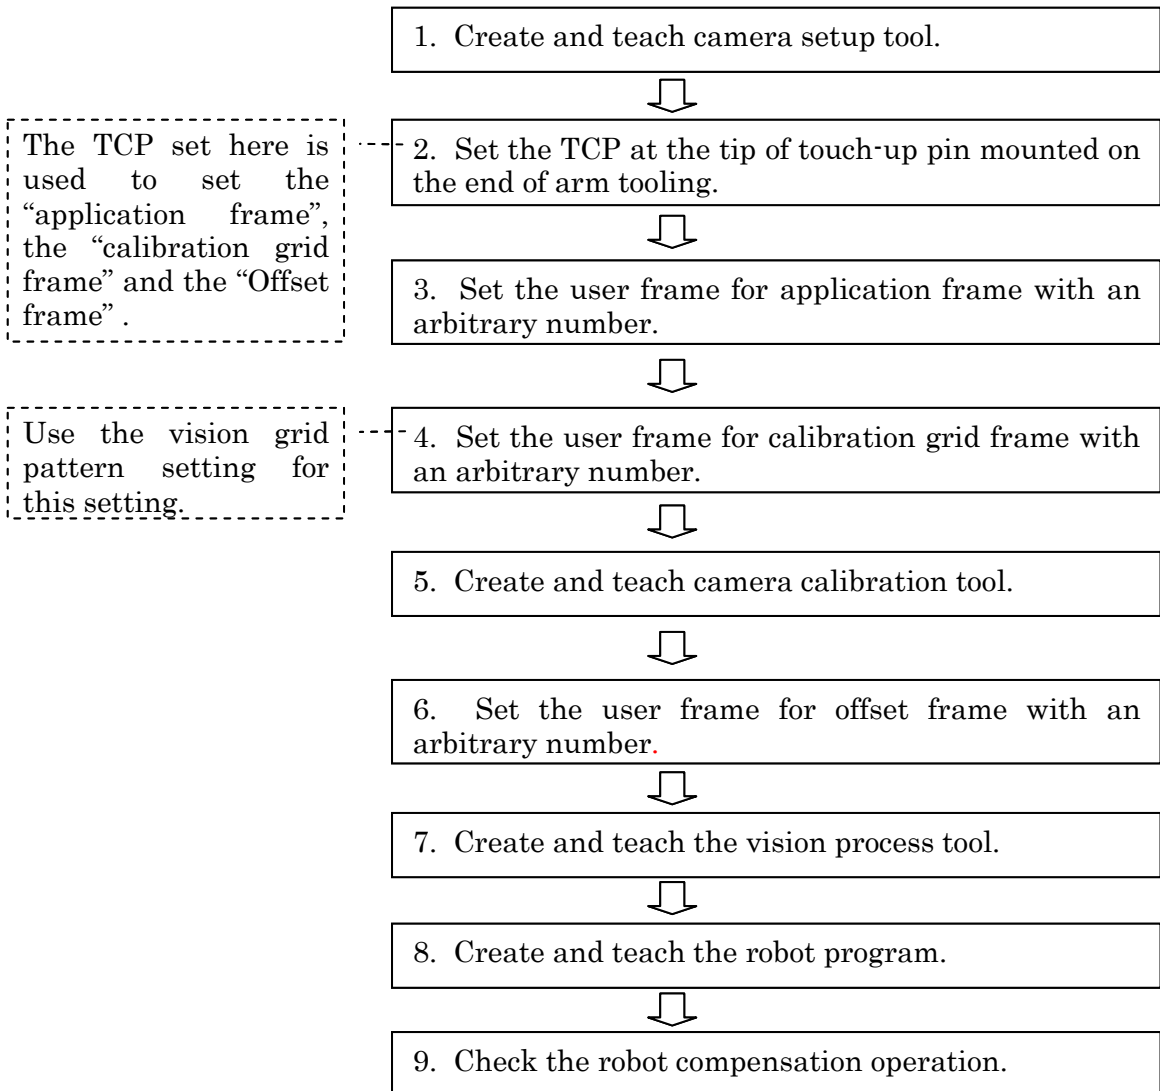 1. Create and teach camera setup tool.
The TCP set here is
used to set the
“application frame”,
the “calibration grid
frame” and the “Offset
frame” .
2. Set the TCP at the tip of touch-up pin mounted on
the end of arm tooling.
3. Set the user frame for application frame with an
arbitrary number.
Use the vision grid
pattern setting for
this setting.
4. Set the user frame for calibration grid frame with
an arbitrary number.
5. Create and teach camera calibration tool.
6. Set the user frame for offset frame with an
arbitrary number.
7. Create and teach the vision process tool.
8. Create and teach the robot program.
9. Check the robot compensation operation.